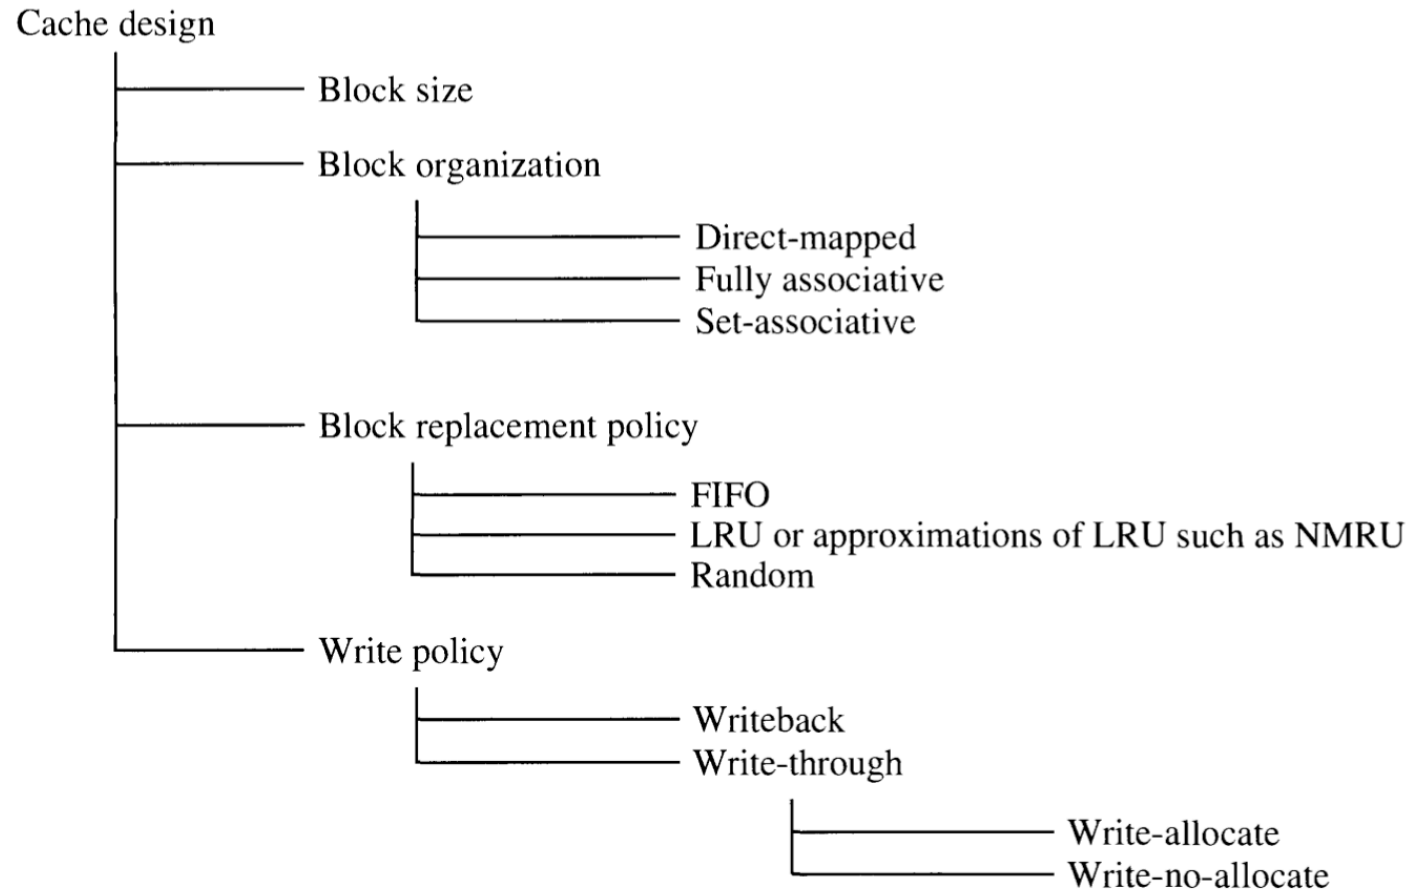 Cache design
Block size
Block organization
Direct-mapped
Fully associative
Set-associative
Block replacement policy
FIFO
LRU or approximations of LRU such as NMRU
Random
Write policy
Writeback
Write-through
Write-allocate
Write-no-allocate